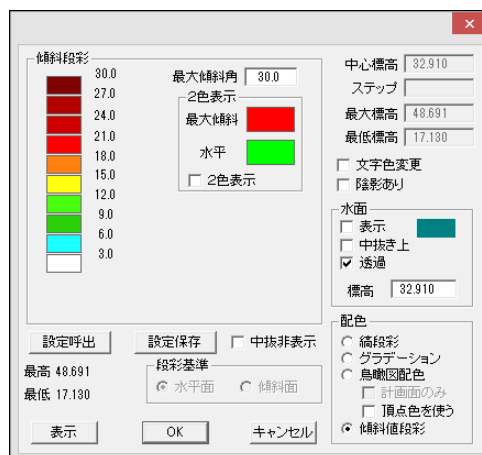 傾斜段彩
30.0
27.0
24.0
21.0
18.0
15.0
12.0
9.0
6.0
3.0
最大傾斜角 30.0
2色表示
最大傾斜
水平
2色表示
中心標高 32.910
ステップ
最大標高 48.691
最低標高 17.130
文字色変更
陰影あり
水面
表示
中抜き上
透過
標高 32.910
設定呼出
設定保存
中抜非表示
最高 48.691
最低 17.130
段彩基準
水平面
傾斜面
配色
縞段彩
グラデーション
鳥瞰図配色
計画面のみ
頂点色を使う
傾斜値段彩
表示
OK
キャンセル